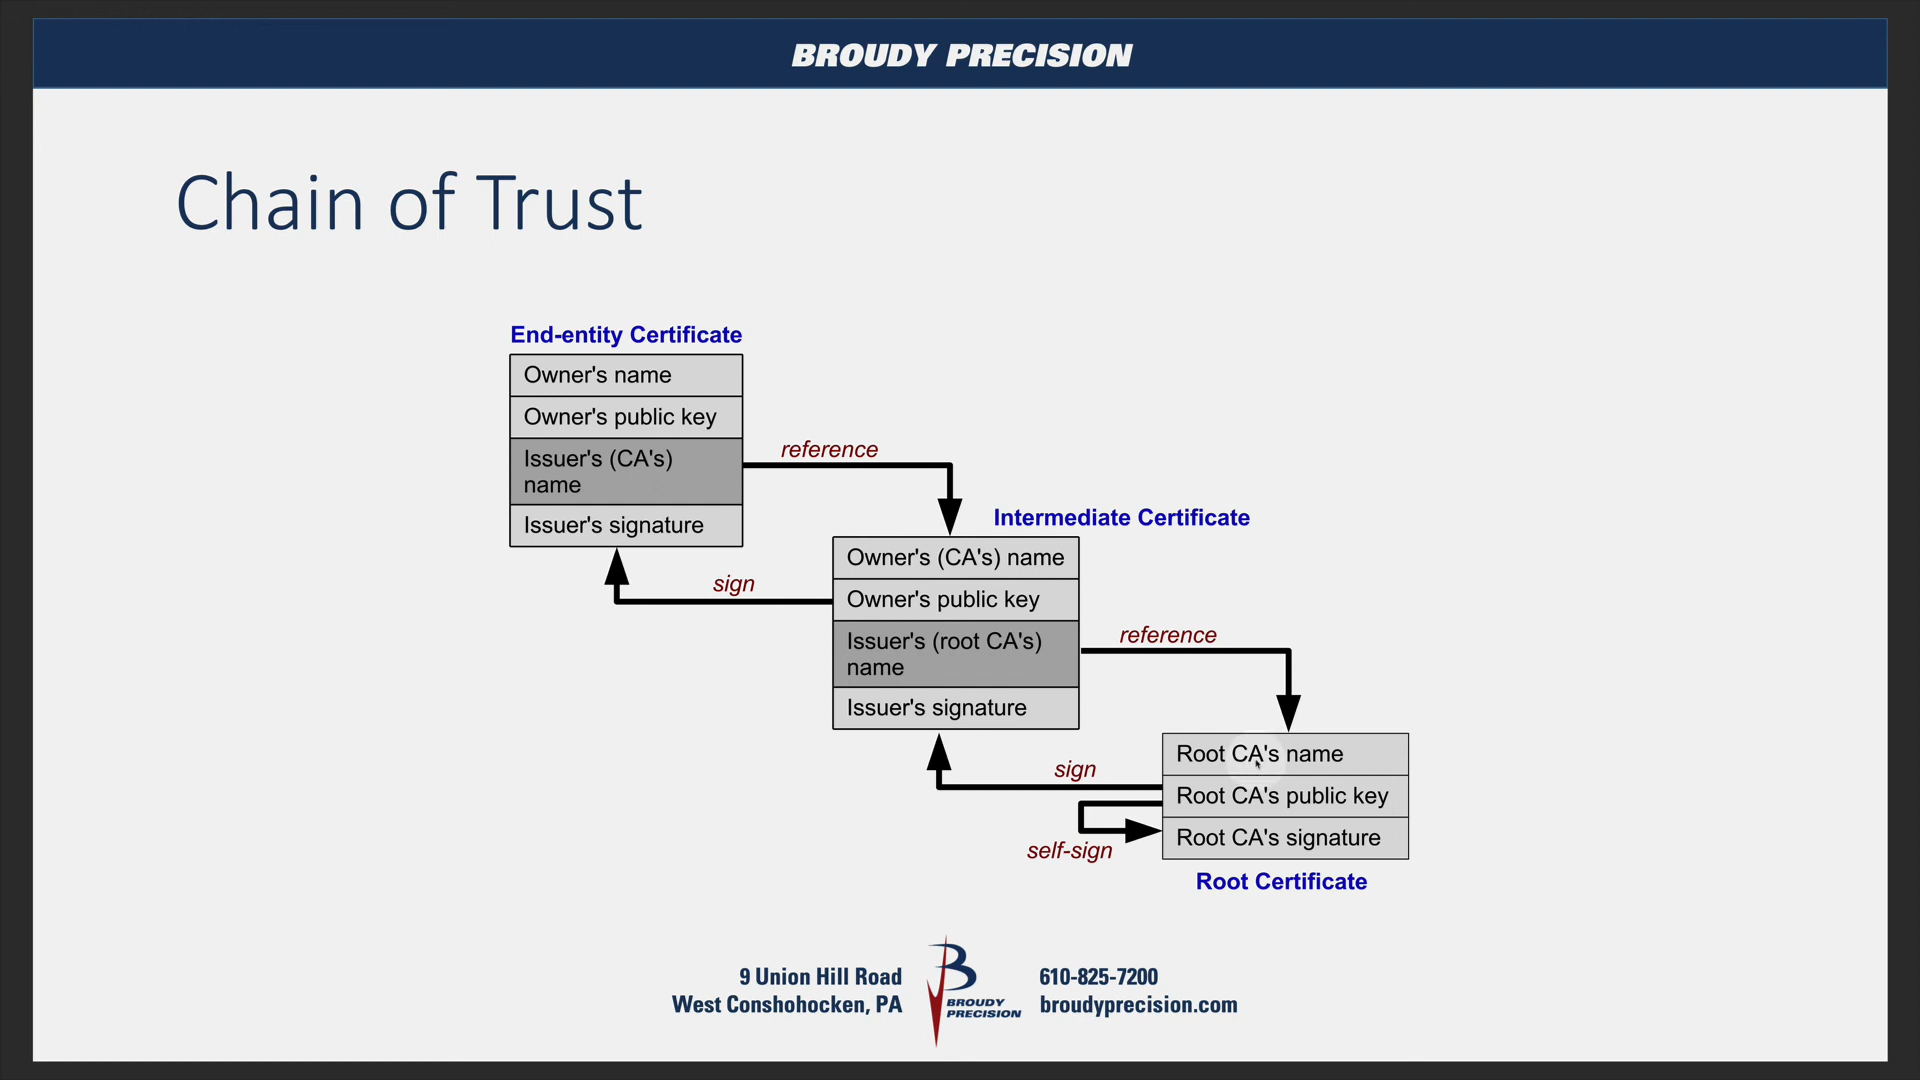 BROUDY PRECISION
Chain of Trust
End-entity Certificate
Owner's name
Owner's public key
Issuer's (CA's)
name
Issuer's signature
reference
sign
Intermediate Certificate
Owner's (CA's) name
Owner's public key
Issuer's (root CA's)
name
Issuer's signature
reference
sign
self-sign
Root CA's name
Root CA's public key
Root CA's signature
Root Certificate
9 Union Hill Road
West Conshohocken, PA
BROUDY
PRECISION
610-825-7200
broudyprecision.com